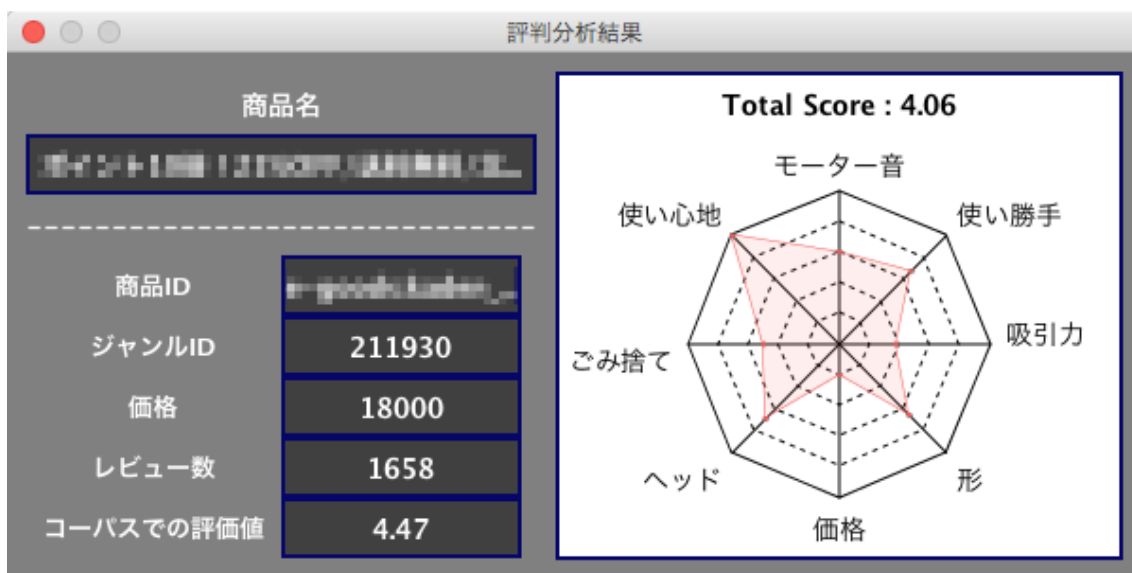 評判分析結果
商品名
商品ID
ジャンルID
211930
価格
18000
レビュー数
1658
コーパスでの評価値
4.47
Total Score : 4.06
モーター音
使い心地
使い勝手
吸引力
ごみ捨て
ヘッド
形
価格